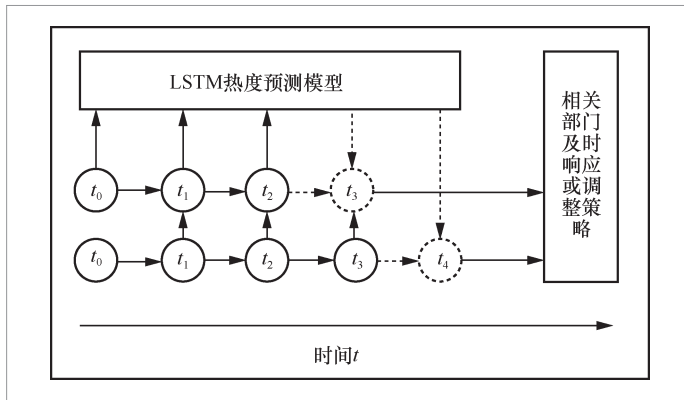 LSTM热度预测模型
相关
部门
及时
响应
或调
整策
略
t0 t1 t2 t3
t0 t1 t2 t3 t4
时间t